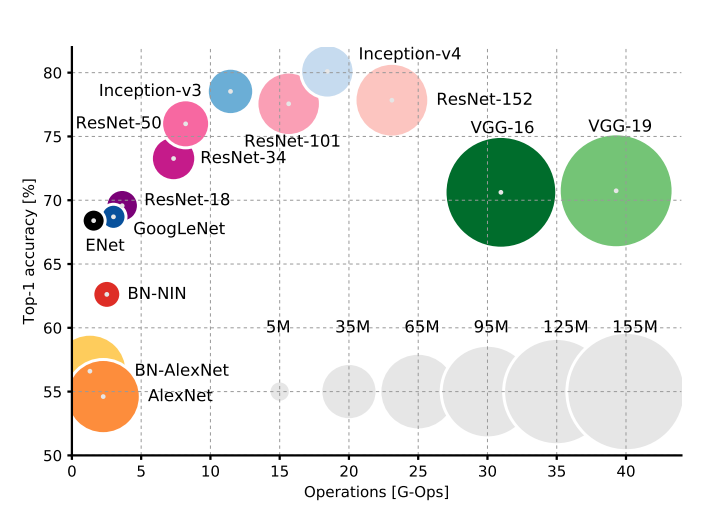 Inception-v4
80
Inception-v3
ResNet-152
ResNet-50
VGG-16
VGG-19
75
ResNet-101
ResNet-34
70
ResNet-18
GoogLeNet
ENet
Top-1 accuracy [%]
65
BN-NIN
60
5M 35M 65M 95M 125M 155M
BN-AlexNet
55
AlexNet
50
0 5 10 15 20 25 30 35 40
Operations [G-Ops]